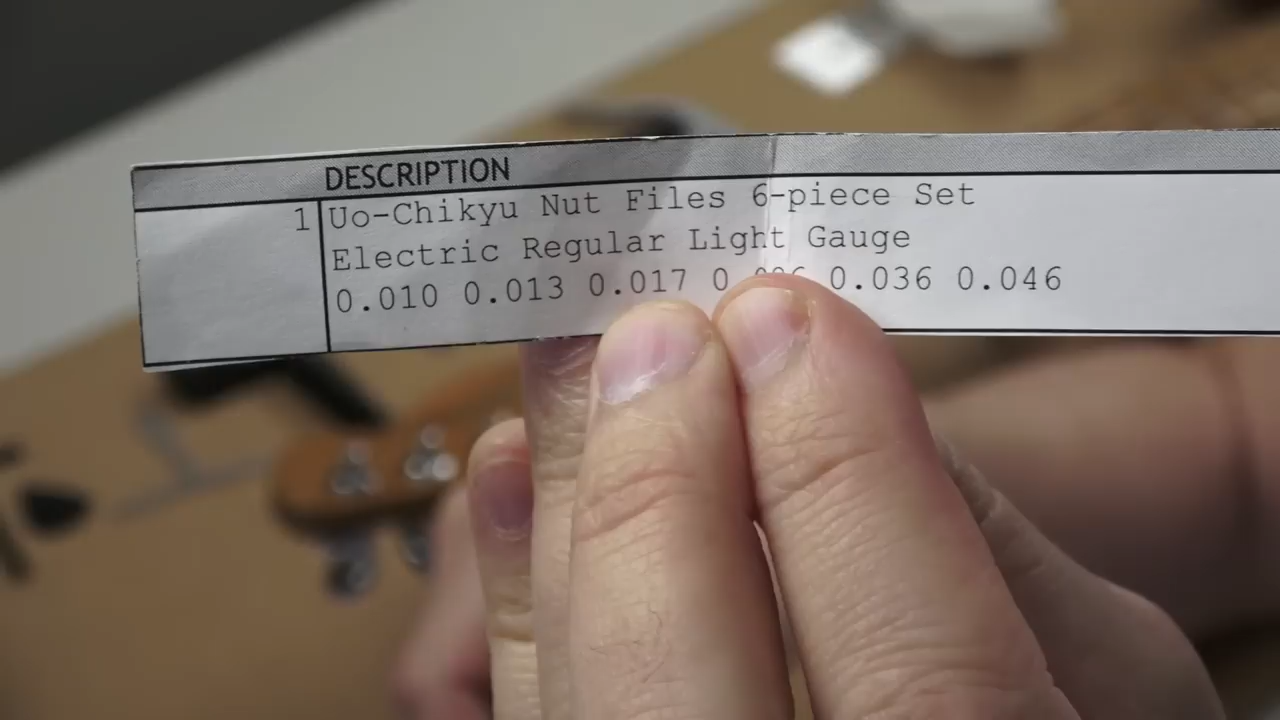 DESCRIPTION
1 Uo-Chikyu Nut Files 6-piece Set
Electric Regular Light Gauge
0.010 0.013 0.017 0.036 0.046